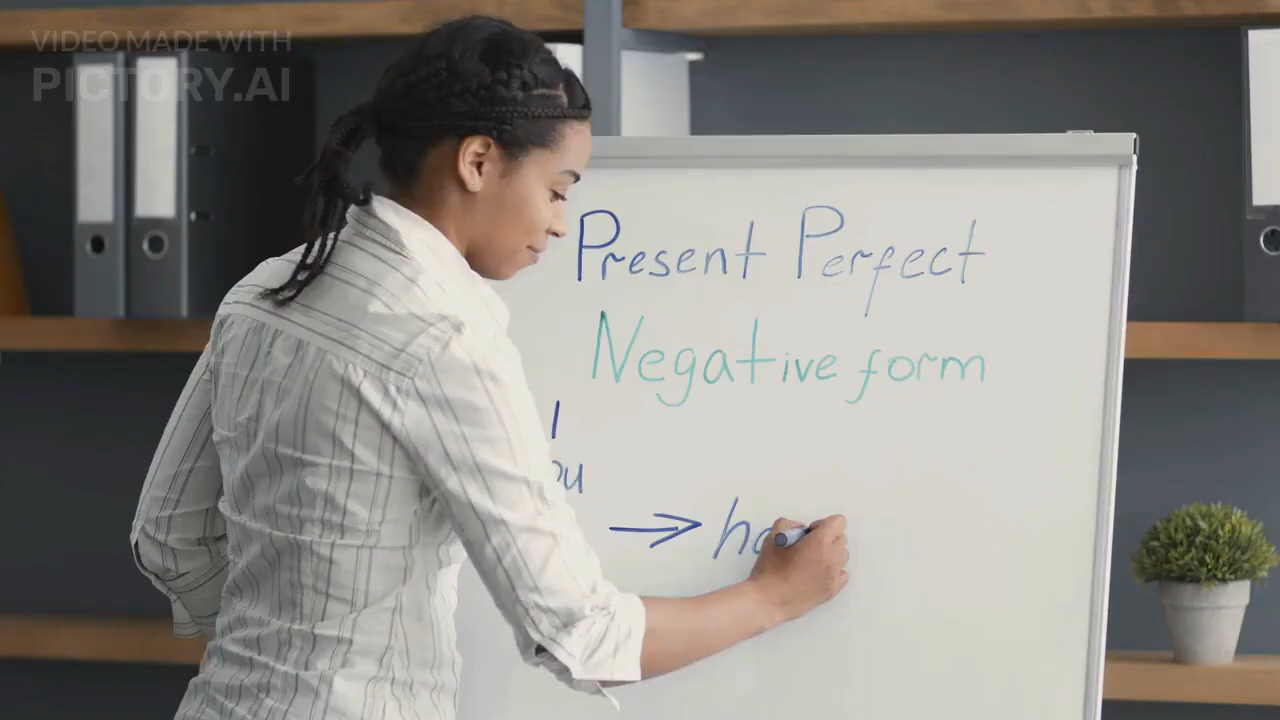 VIDEO MADE WITH
PICTORY.AI
Present Perfect
Negative form
I